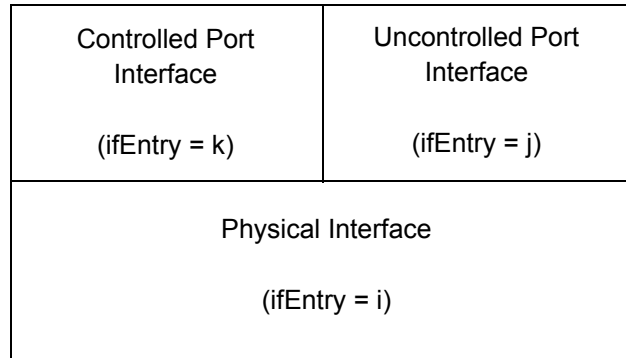 Controlled Port
Interface
(ifEntry = k)
Uncontrolled Port
Interface
(ifEntry = j)
Physical Interface
(ifEntry = i)